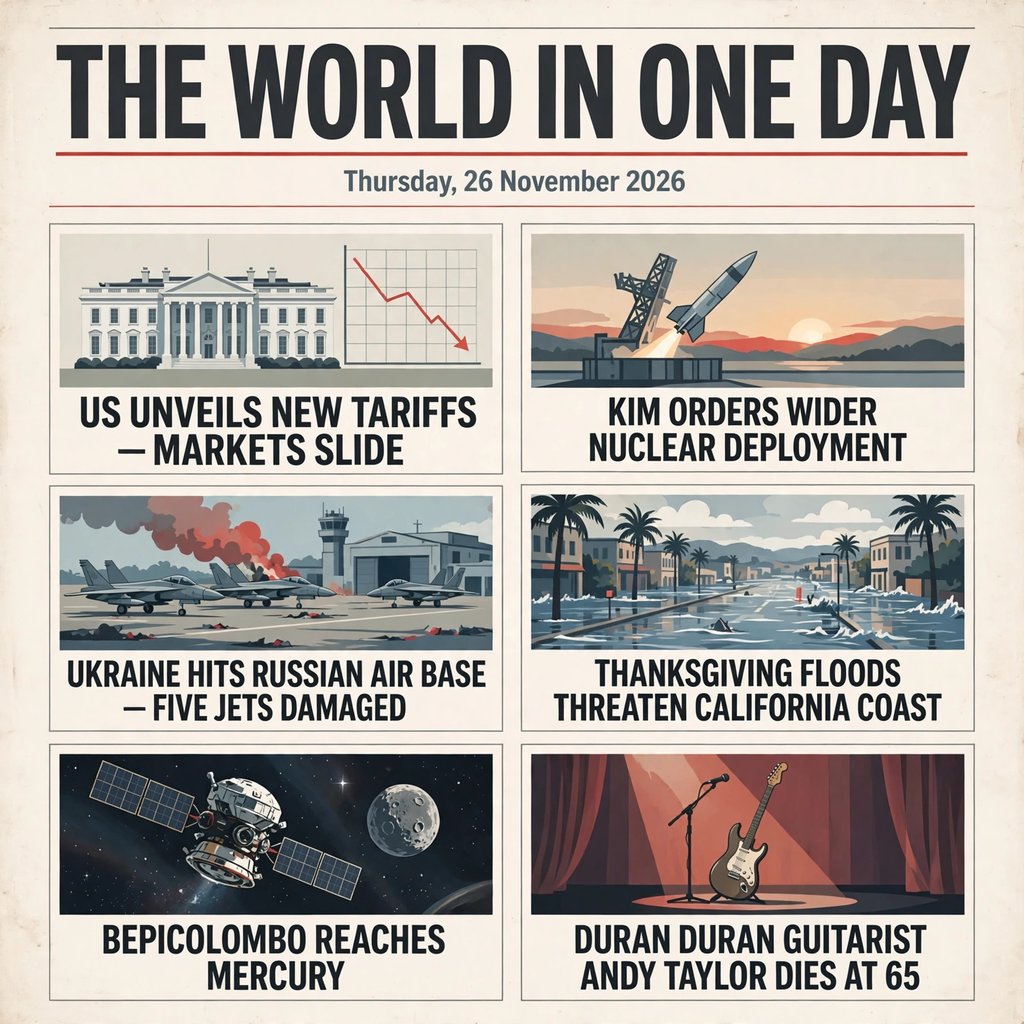 THE WORLD IN ONE DAY
Thursday, 26 November 2026
US UNVEILS NEW TARIFFS
— MARKETS SLIDE
KIM ORDERS WIDER
NUCLEAR DEPLOYMENT
UKRAINE HITS RUSSIAN AIR BASE
— FIVE JETS DAMAGED
THANKSGIVING FLOODS
THREATEN CALIFORNIA COAST
BEPICOLOMBO REACHES
MERCURY
DURAN DURAN GUITARIST
ANDY TAYLOR DIES AT 65